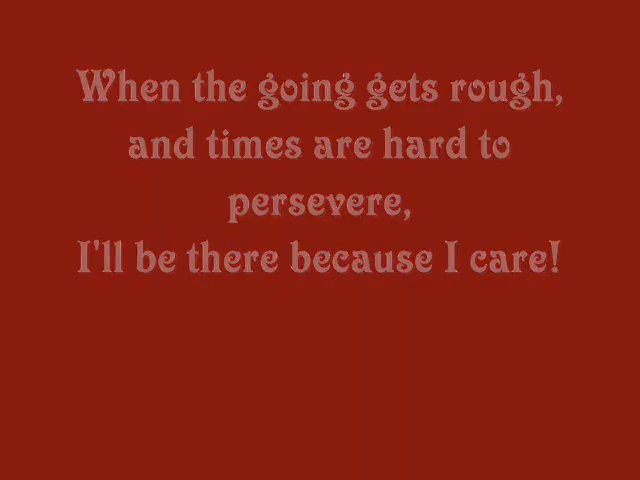 When the going gets rough,
and times are hard to
persevere,
I'll be there because I care!